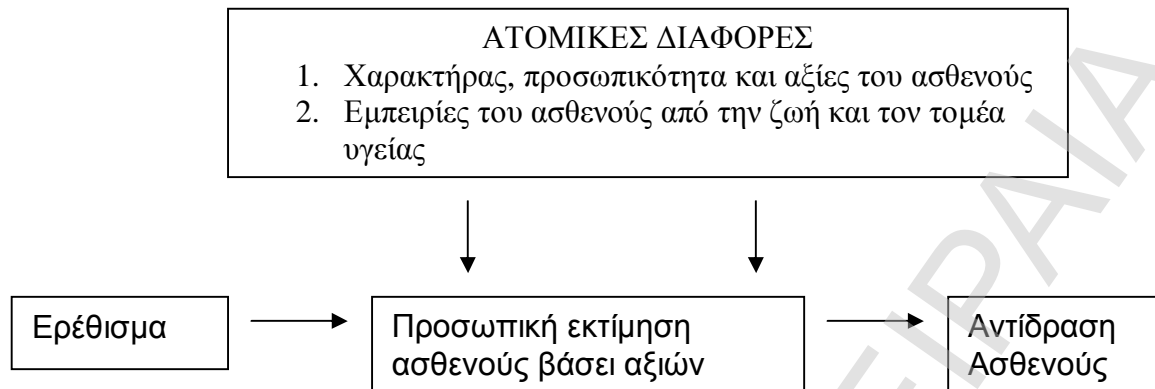 ΑΤΟΜΙΚΕΣ ΔΙΑΦΟΡΕΣ
1. Χαρακτήρας, προσωπικότητα και αξίες του ασθενούς
2. Εμπειρίες του ασθενούς από την ζωή και τον τομέα
υγείας
Ερέθισμα
Προσωπική εκτίμηση
ασθενούς βάσει αξιών
Αντίδραση
Ασθενούς
ΕΙΡΑΙΑ